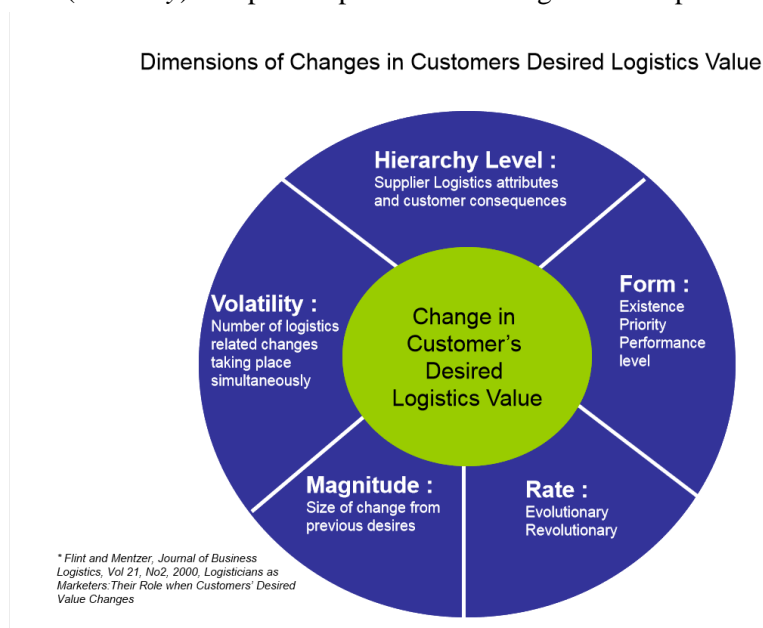 Dimensions of Changes in Customers Desired Logistics Value
Hierarchy Level :
Supplier Logistics attributes
and customer consequences
Form :
Existence
Priority
Performance
level
Volatility :
Number of logistics
related changes
taking place
simultaneously
Change in
Customer's
Desired
Logistics Value
Magnitude :
Size of change from
previous desires
Rate :
Evolutionary
Revolutionary
* Flint and Mentzer, Journal of Business
Logistics, Vol 21, No2, 2000, Logisticians as
Marketers:Their Role when Customers' Desired
Value Changes